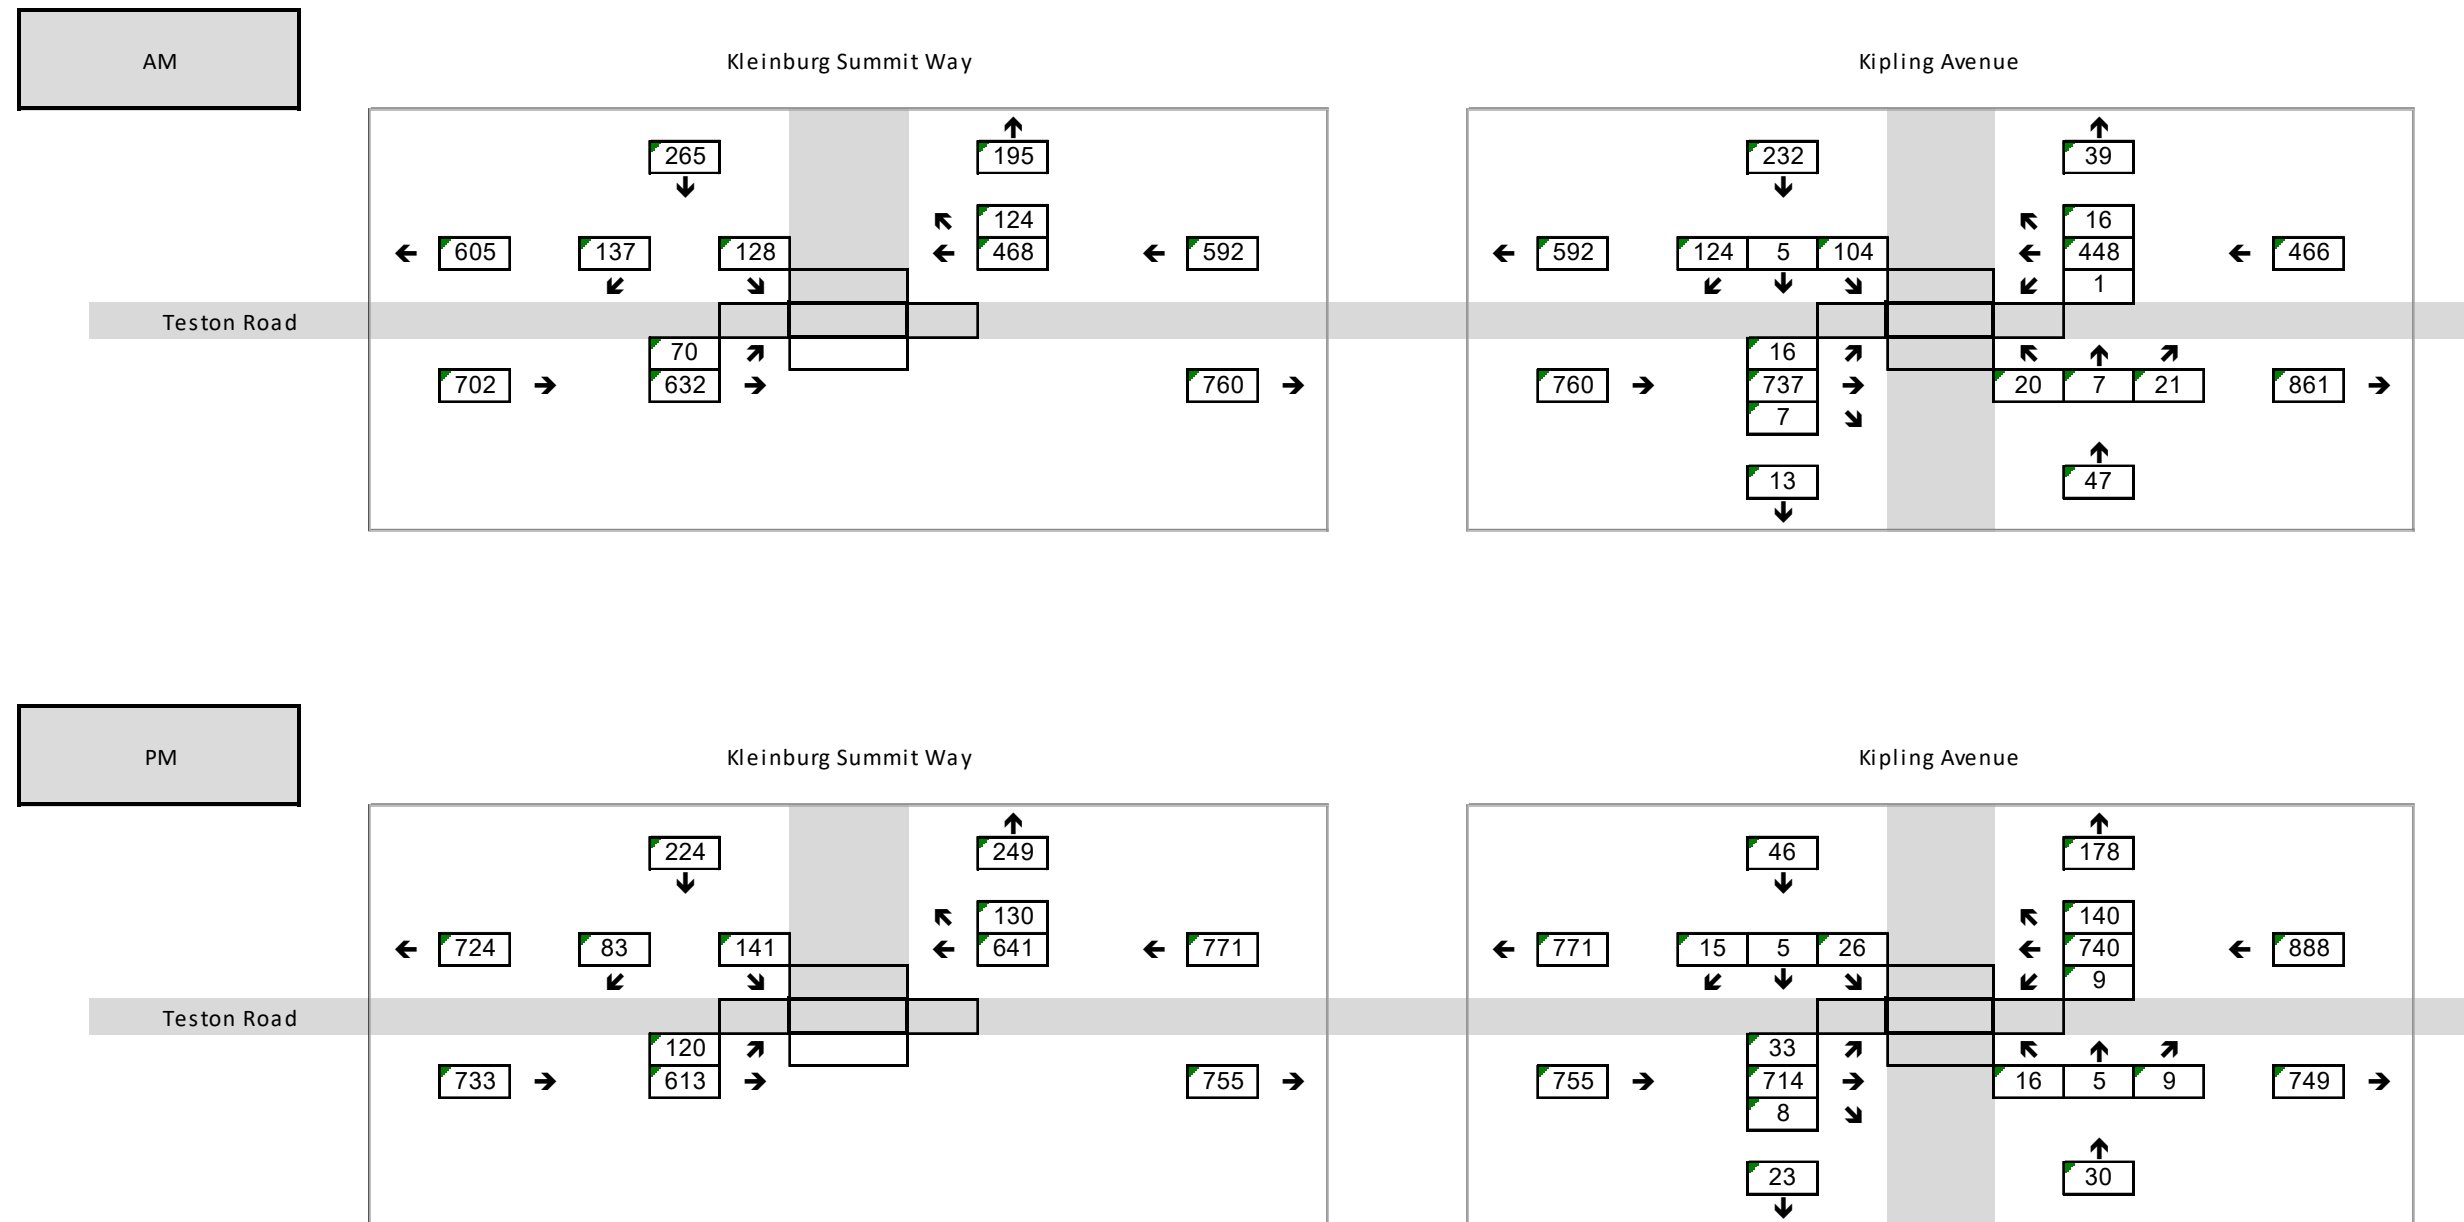 AM Kleinburg Summit Way Kipling Avenue
265 195 232 39
124 16
605 137 128 468 592 592 124 5 104 448 466
1
Teston Road
70 16
702 632 760 760 737 20 7 21 861
7
13 47
PM Kleinburg Summit Way Kipling Avenue
224 249 46 178
130 140
724 83 141 641 771 771 15 5 26 740 888
9
Teston Road
120 33
733 613 755 755 714 16 5 9 749
8
23 30